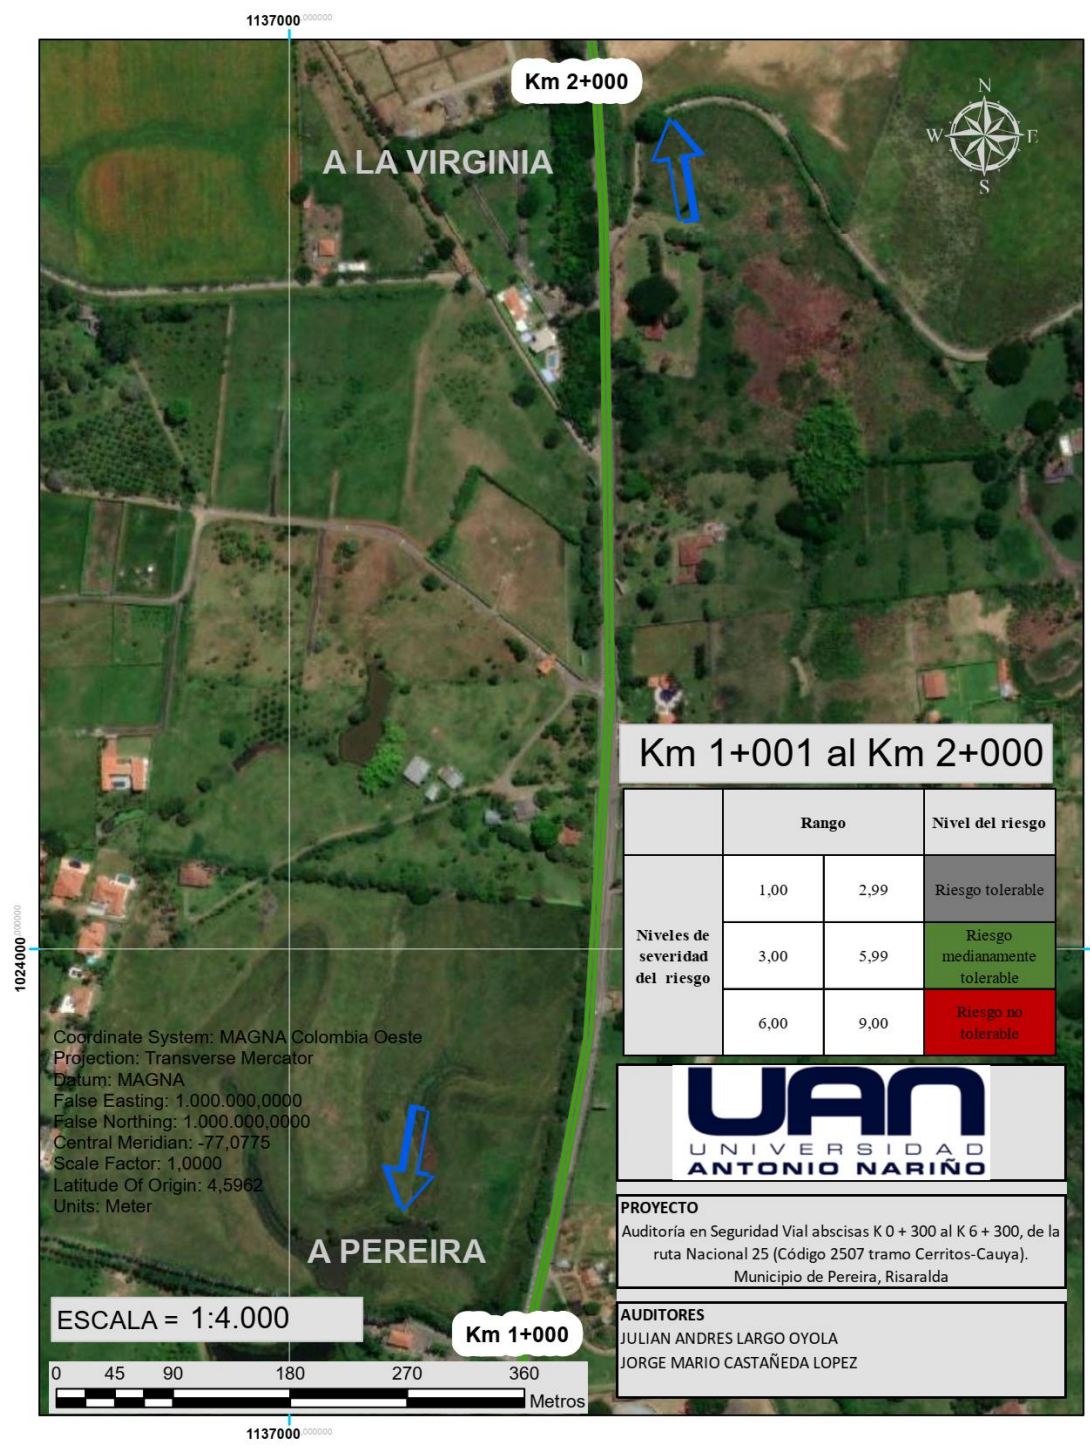 1137000.000000
Km 2+000
A LA VIRGINIA
N
W E
S
Km 1+001 al Km 2+000
Rango
Nivel del riesgo
Niveles de severidad del riesgo
1,00 2,99 Riesgo tolerable
3,00 5,99 Riesgo medianamente tolerable
6,00 9,00 Riesgo no tolerable
1024000.000000
Coordinate System: MAGNA Colombia Oeste
Projection: Transverse Mercator
Datum: MAGNA
False Easting: 1.000.000,0000
False Northing: 1.000.000,0000
Central Meridian: -77,0775
Scale Factor: 1,0000
Latitude Of Origin: 4,5962
Units: Meter
A PEREIRA
ESCALA = 1:4.000
Km 1+000
0 45 90 180 270 360
Metros
UAN
UNIVERSIDAD
ANTONIO NARIÑO
PROYECTO
Auditoría en Seguridad Vial abscisas K 0 + 300 al K 6 + 300, de la
ruta Nacional 25 (Código 2507 tramo Cerritos-Cauya).
Municipio de Pereira, Risaralda
AUDITORES
JULIAN ANDRES LARGO OYOLA
JORGE MARIO CASTAÑEDA LOPEZ
1137000.000000